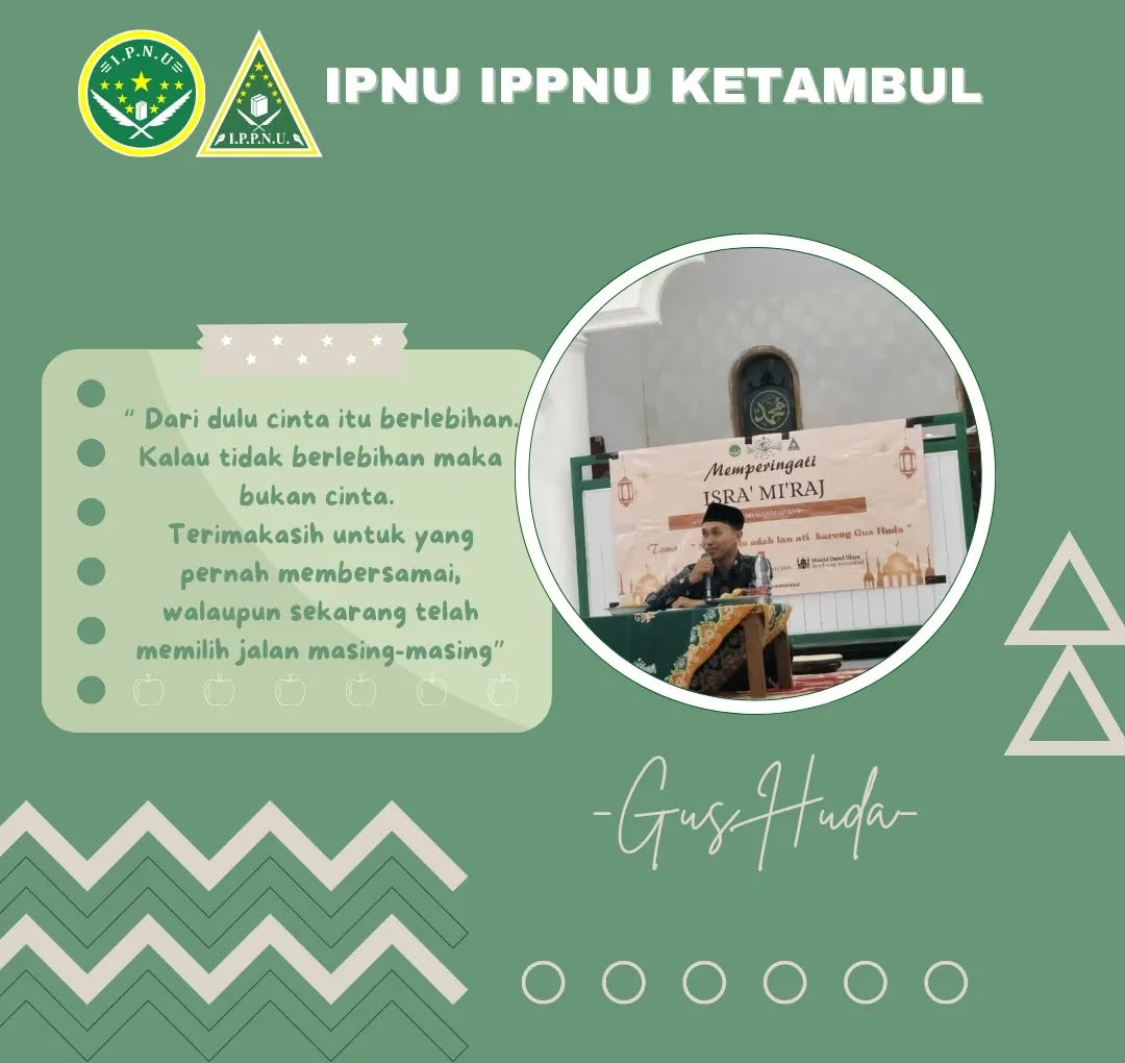 I.P.N.U
I.P.P.N.U.
IPNU IPPNU KETAMBUL
“ Dari dulu cinta itu berlebihan.
Kalau tidak berlebihan maka
bukan cinta.
Terimakasih untuk yang
pernah membersamai,
walaupun sekarang telah
memilih jalan masing-masing”
محمد
Memperingati
ISRA' MI'RAJ
Tema
adah lan ati bareng Gus Huda "
-Gus Huda-